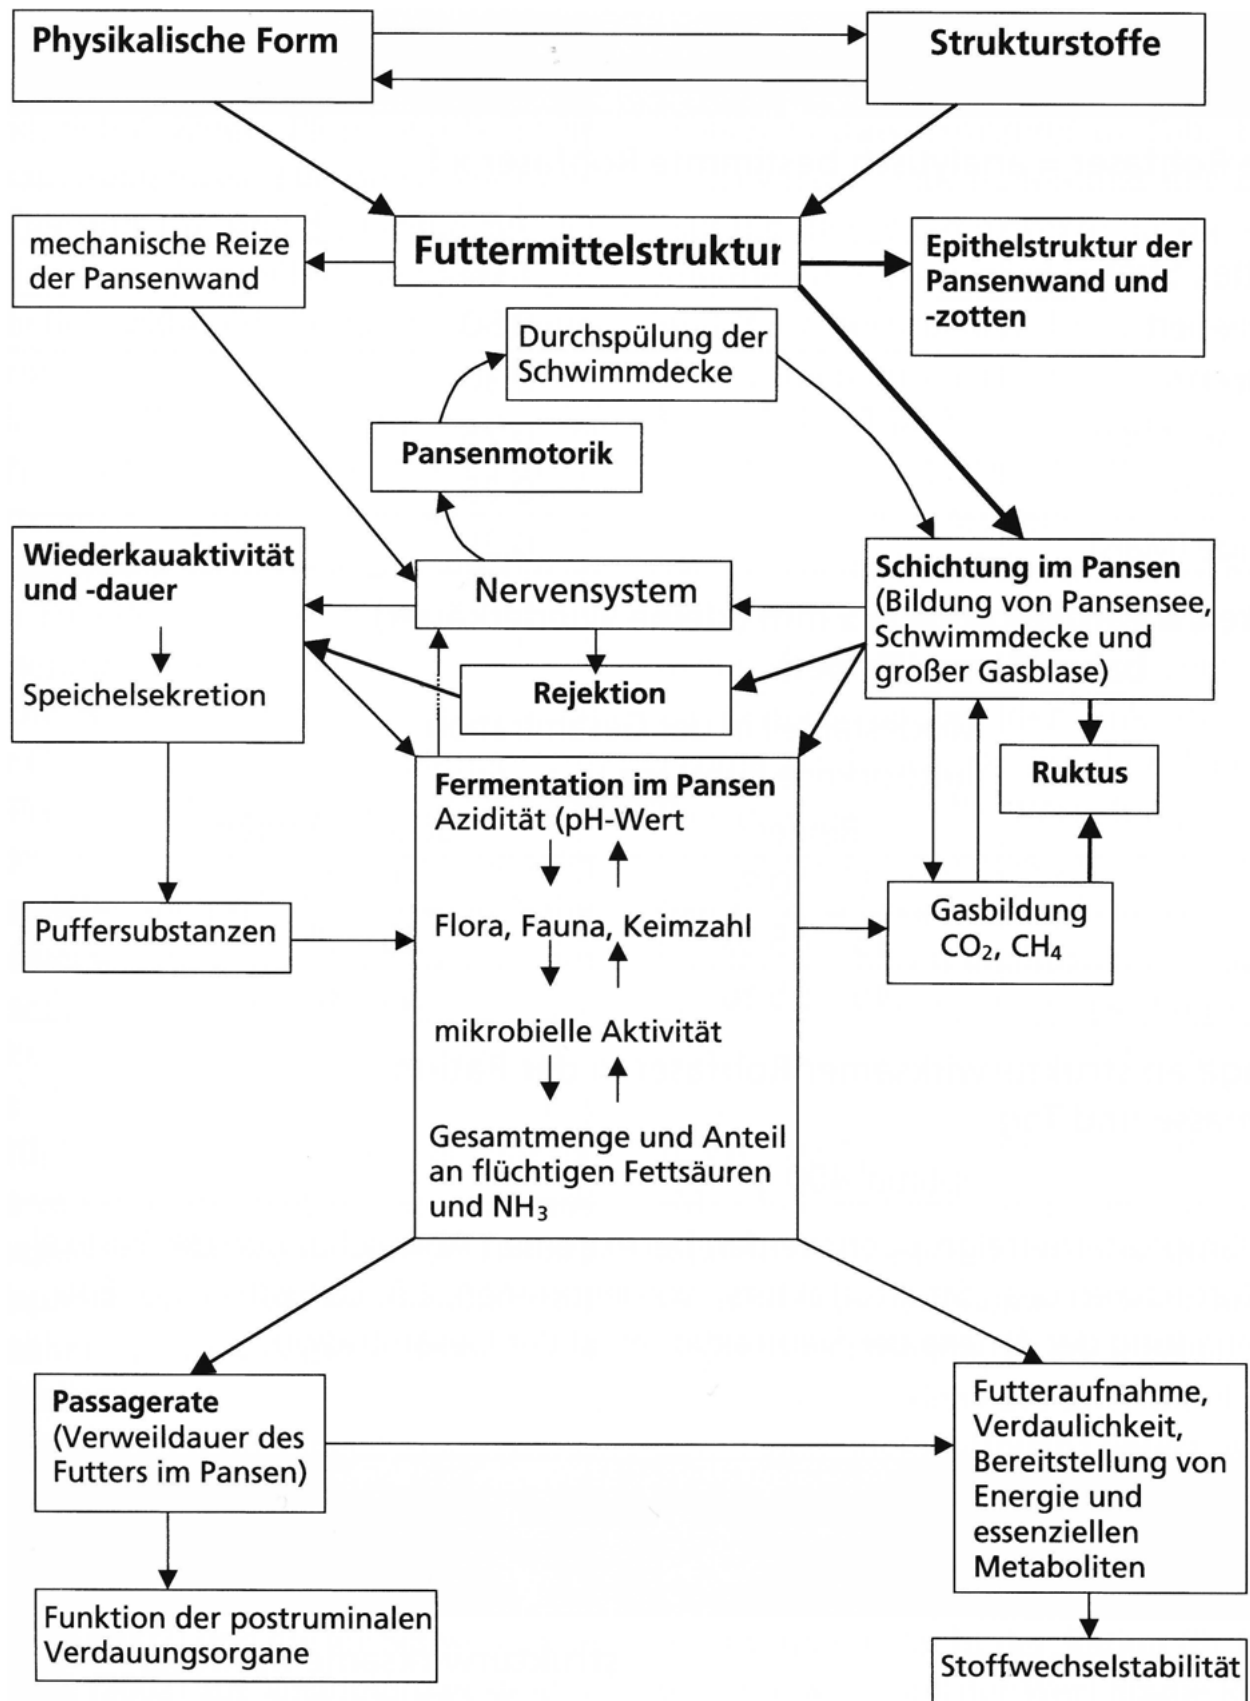 Physikalische Form
Strukturstoffe
mechanische Reize
der Pansenwand
Futtermittelstruktur
Epithelstruktur der
Pansenwand und
-zotten
Durchspülung der
Schwimmdecke
Pansenmotorik
Wiederkauaktivität
und -dauer
Speichelsekretion
Nervensystem
Schichtung im Pansen
(Bildung von Pansensee,
Schwimmdecke und
großer Gasblase)
Rejektion
Ruktus
Fermentation im Pansen
Azidität (pH-Wert
Flora, Fauna, Keimzahl
mikrobielle Aktivität
Gesamtmenge und Anteil
an flüchtigen Fettsäuren
und NH₃
Puffersubstanzen
Gasbildung
CO₂, CH₄
Passagerate
(Verweildauer des
Futters im Pansen)
Futteraufnahme,
Verdaulichkeit,
Bereitstellung von
Energie und
essenziellen
Metaboliten
Funktion der postruminalen
Verdauungsorgane
Stoffwechselstabilität